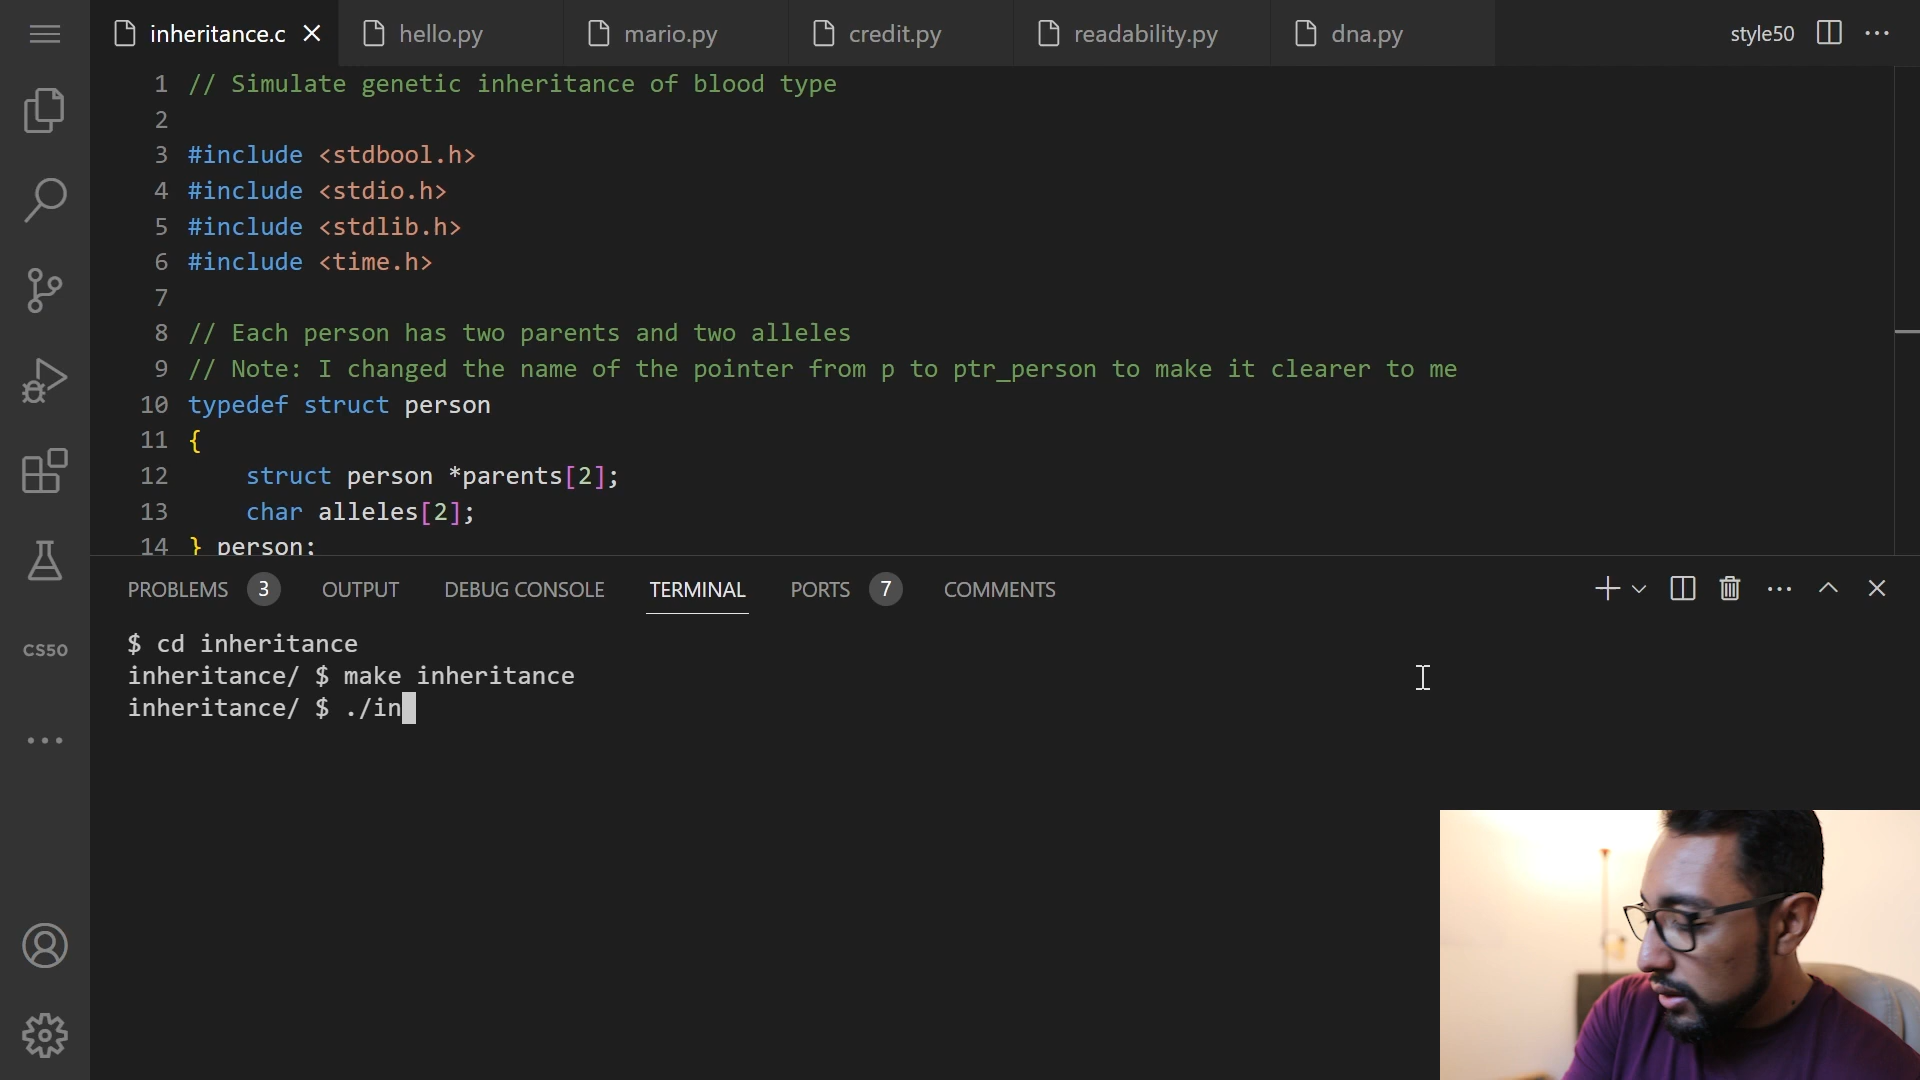 inheritance.c
hello.py
mario.py
credit.py
readability.py
dna.py
style50
1 // Simulate genetic inheritance of blood type
2
3 #include <stdbool.h>
4 #include <stdio.h>
5 #include <stdlib.h>
6 #include <time.h>
7
8 // Each person has two parents and two alleles
9 // Note: I changed the name of the pointer from p to ptr_person to make it clearer to me
10 typedef struct person
11 {
12 struct person *parents[2];
13 char alleles[2];
14 } person;
CS50
PROBLEMS 3
OUTPUT
DEBUG CONSOLE
TERMINAL
PORTS 7
COMMENTS
$ cd inheritance
inheritance/ $ make inheritance
inheritance/ $ ./in